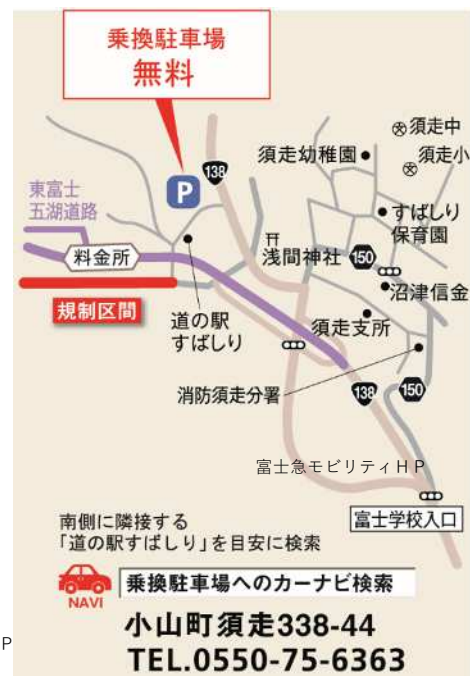 乗換駐車場
無料
P
138
須走中
須走小
須走幼稚園
すばしり
保育園
東富士
五湖道路
料金所
浅間神社
150
沼津信金
規制区間
道の駅
すばしり
須走支所
消防須走分署
138
150
富士急モビリティHP
富士学校入口
南側に隣接する
「道の駅すばしり」を目安に検索
NAVI
乗換駐車場へのカーナビ検索
小山町須走338-44
P
TEL.0550-75-6363